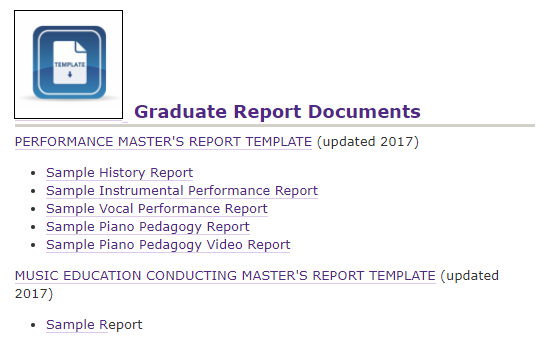 TEMPLATE
Graduate Report Documents
PERFORMANCE MASTER'S REPORT TEMPLATE (updated 2017)
Sample History Report
Sample Instrumental Performance Report
Sample Vocal Performance Report
Sample Piano Pedagogy Report
Sample Piano Pedagogy Video Report
MUSIC EDUCATION CONDUCTING MASTER'S REPORT TEMPLATE (updated
2017)
Sample Report